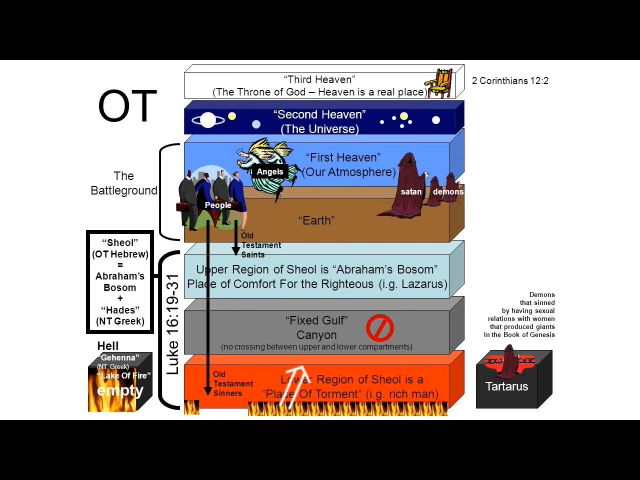 OT
"Third Heaven"
(The Throne of God – Heaven is a real place)
2 Corinthians 12:2
"Second Heaven"
(The Universe)
The
Battleground
"First Heaven"
(Our Atmosphere)
Angels
People
satan
demons
"Earth"
Old
Testament
Saints
"Sheol"
(OT Hebrew)
=
Abraham's
Bosom
+
"Hades"
(NT Greek)
Luke 16:19-31
Upper Region of Sheol is "Abraham's Bosom"
Place of Comfort For the Righteous (i.g. Lazarus)
"Fixed Gulf"
Canyon
(no crossing between upper and lower compartments)
Demons
that sinned
by having sexual
relations with women
that produced giants
In the Book of Genesis
Hell
"Gehenna"
(NT Greek)
"Lake Of Fire"
empty
Old
Testament
Sinners
Lower Region of Sheol is a
"Place Of Torment" (i.g. rich man)
Tartarus